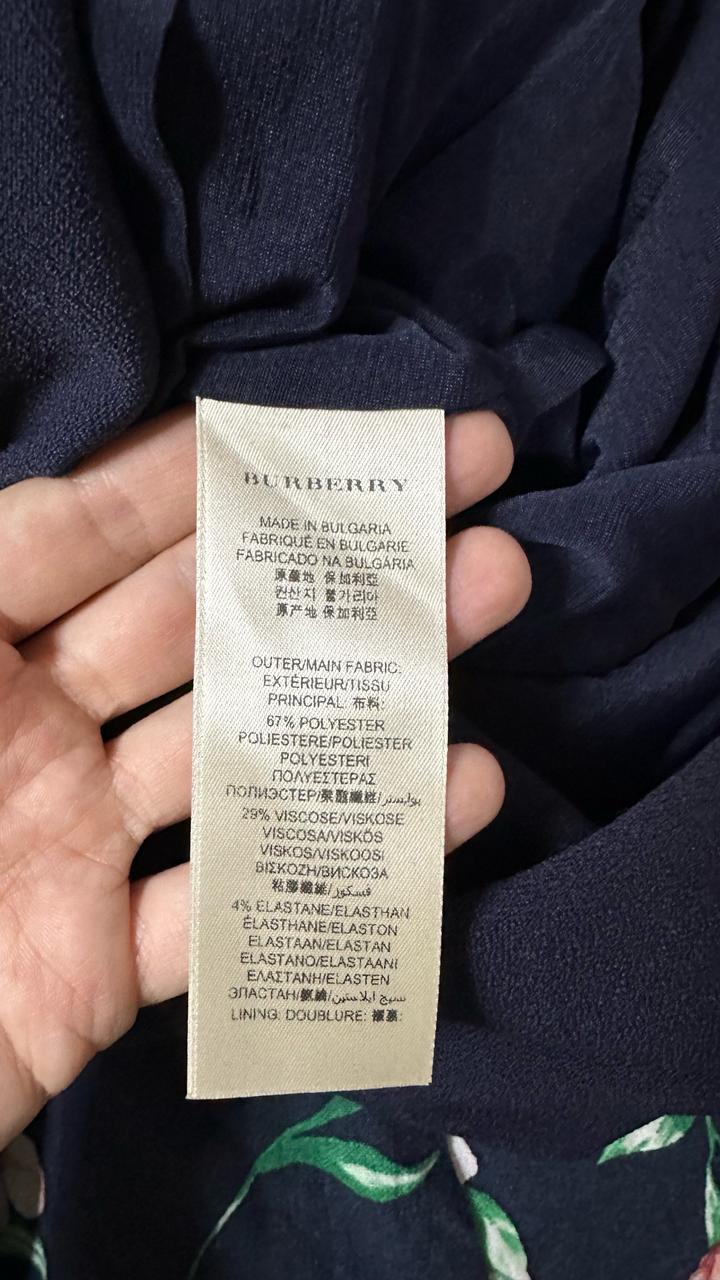 BURBERRY
MADE IN BULGARIA
FABRIQUÉ EN BULGARIE
FABRICADO NA BULGÁRIA
原產地 保加利亞
원산지 불가리아
原产地 保加利亞
OUTER/MAIN FABRIC:
EXTÉRIEUR/TISSU
PRINCIPAL: 布料:
67% POLYESTER
POLIESTERE/POLIÉSTER
POLYESTERI
ΠΟΛΥΕΣΤΕΡΑΣ
ПОЛИЭСТЕР/聚酯纖維/بوليستر
29% VISCOSE/VISKOSE
VISCOSA/VISKÓS
VISKOS/VISKOOSI
ΒΙΣΚΟΖΗ/ВИСКОЗА
粘膠纖維/فسكوز
4% ELASTANE/ELASTHAN
ÉLASTHANE/ELASTON
ELASTAAN/ELASTAN
ELASTANO/ELASTAANI
ΕΛΑΣΤΑΝΗ/ELASTEN
ЭЛАСТАН/氨綸/نسيج ايلاستين
LINING: DOUBLURE: 襯裏: